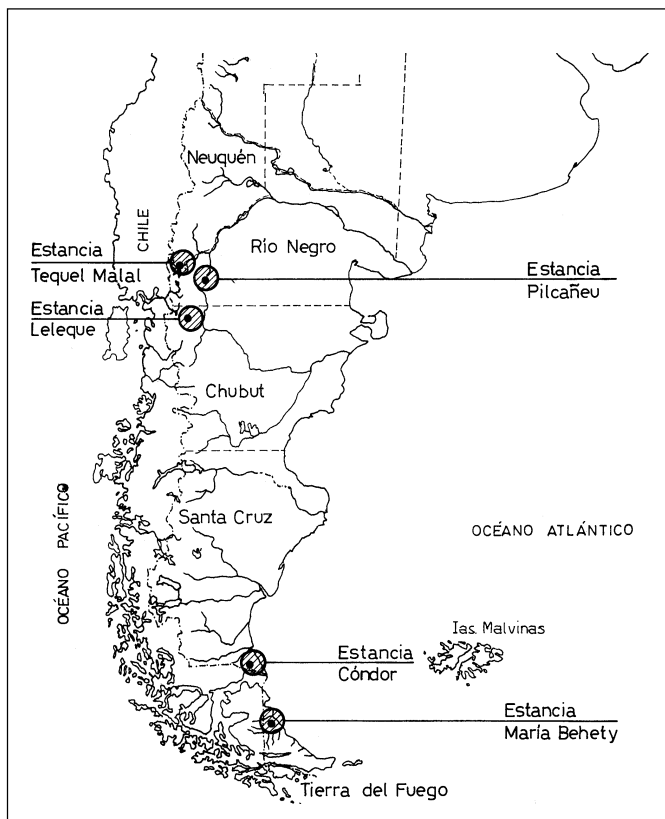 Neuquén
CHILE
Estancia
Tequel Malal
Río Negro
Estancia
Pilcañeu
Estancia
Leleque
Chubut
OCÉANO PACÍFICO
Santa Cruz
OCÉANO ATLÁNTICO
Ias. Malvinas
Estancia
Cóndor
Estancia
María Behety
Tierra del Fuego